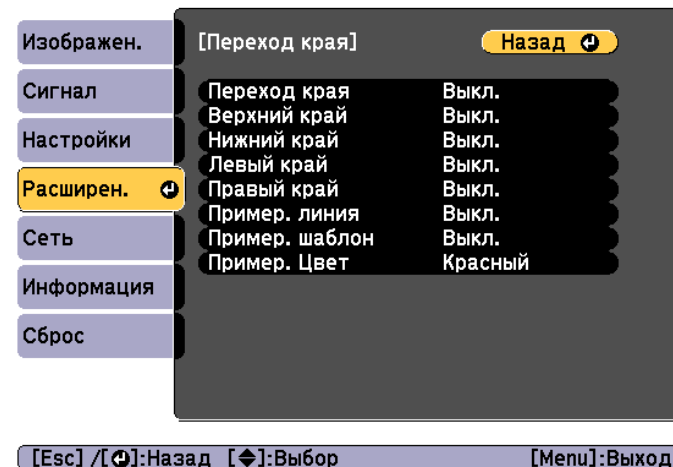 Изображен.
Сигнал
Настройки
Расширен.
Сеть
Информация
Сброс
[Переход края] Назад
Переход края Выкл.
Верхний край Выкл.
Нижний край Выкл.
Левый край Выкл.
Правый край Выкл.
Пример. линия Выкл.
Пример. шаблон Выкл.
Пример. Цвет Красный
[Esc] /[⏎]:Назад [◆]:Выбор [Menu]:Выход